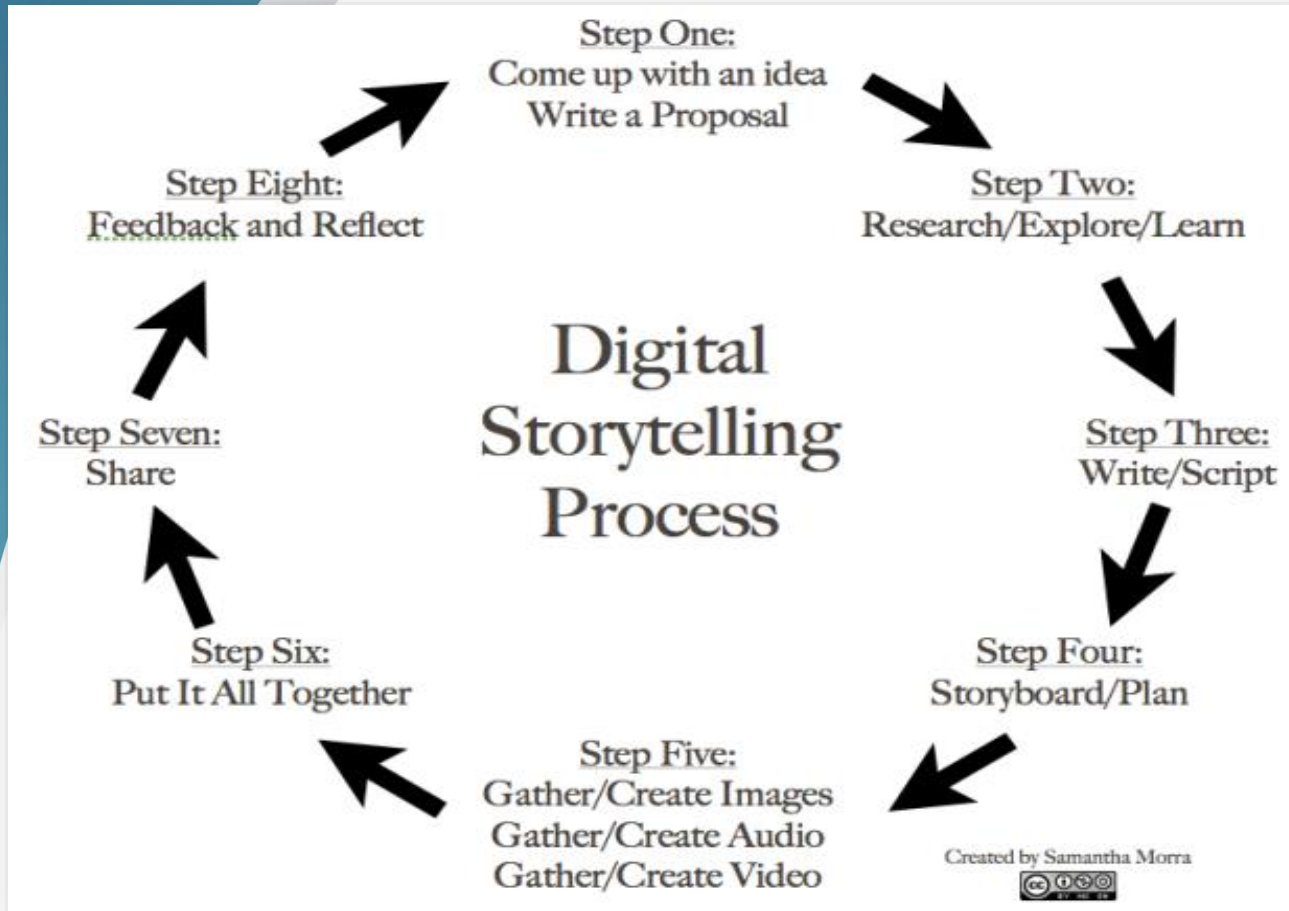 Step One:
Come up with an idea
Write a Proposal
Step Two:
Research/Explore/Learn
Step Three:
Write/Script
Step Four:
Storyboard/Plan
Step Five:
Gather/Create Images
Gather/Create Audio
Gather/Create Video
Step Six:
Put It All Together
Step Seven:
Share
Step Eight:
Feedback and Reflect
Digital
Storytelling
Process
Created by Samantha Morra
cc